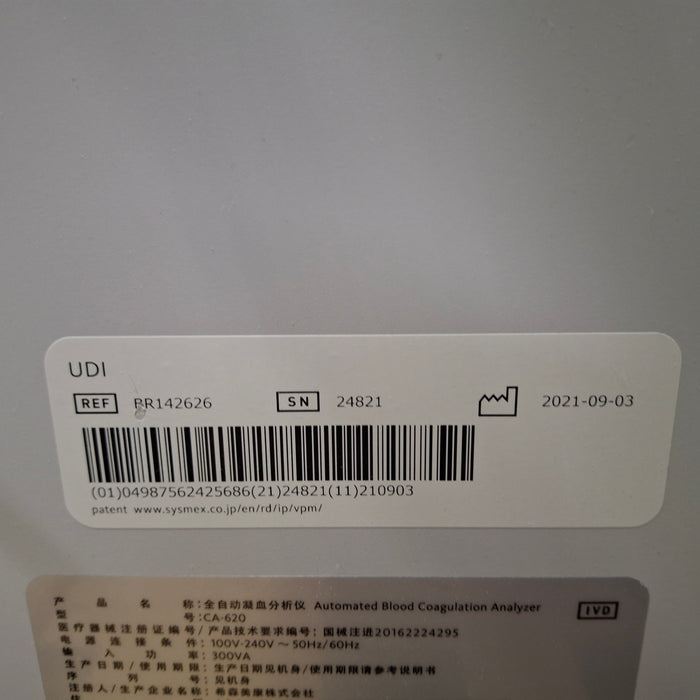 UDI
REF BR142626 SN 24821 2021-09-03
(01)04987562425686(21)24821(11)210903
patent www.sysmex.co.jp/en/rd/ip/vpm/
产品名称:全自动凝血分析仪 Automated Blood Coagulation Analyzer IVD
型号:CA-620
医疗器械注册证编号/产品技术要求编号:国械注进20162224295
电源连接条件:100V-240V~50Hz/60Hz
输入功率:300VA
生产日期/使用期限:生产日期见机身/使用期限请参考说明书
序列号:见机身
注册人/生产企业名称:希森美康株式会社